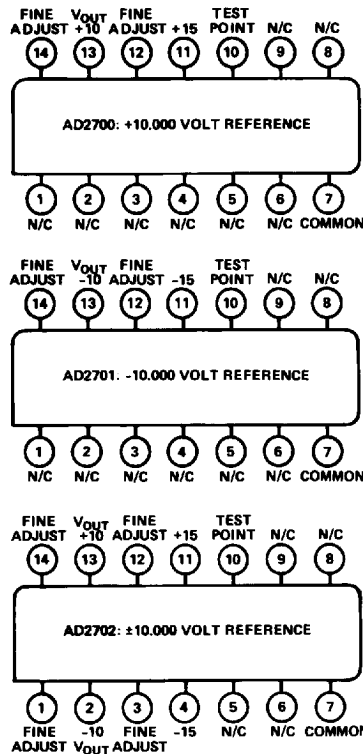 FINE VOUT FINE TEST
ADJUST +10 ADJUST +15 POINT N/C N/C
14 13 12 11 10 9 8
AD2700: +10.000 VOLT REFERENCE
1 2 3 4 5 6 7
N/C N/C N/C N/C N/C N/C COMMON
FINE VOUT FINE TEST
ADJUST -10 ADJUST -15 POINT N/C N/C
14 13 12 11 10 9 8
AD2701: -10.000 VOLT REFERENCE
1 2 3 4 5 6 7
N/C N/C N/C N/C N/C N/C COMMON
FINE VOUT FINE TEST
ADJUST +10 ADJUST +15 POINT N/C N/C
14 13 12 11 10 9 8
AD2702: ±10.000 VOLT REFERENCE
1 2 3 4 5 6 7
FINE -10 FINE -15 N/C N/C COMMON
ADJUST VOUT ADJUST